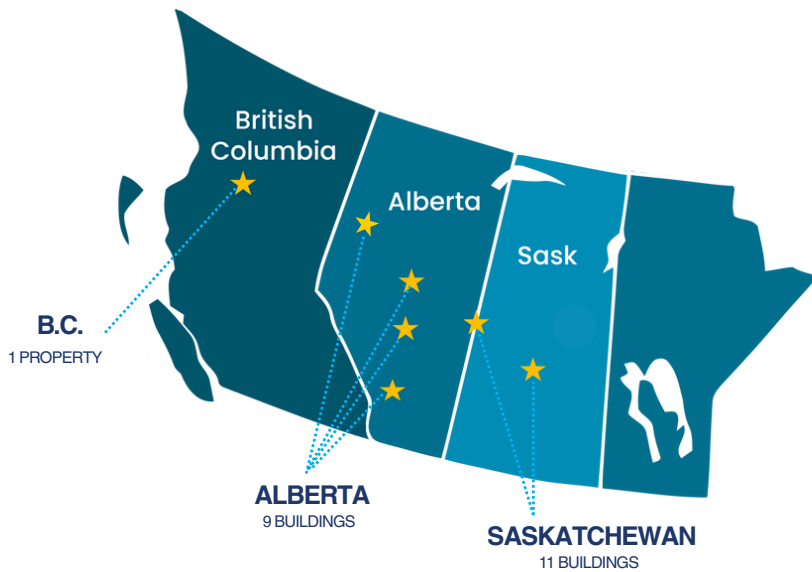 British
Columbia
Alberta
Sask
B.C.
1 PROPERTY
ALBERTA
9 BUILDINGS
SASKATCHEWAN
11 BUILDINGS